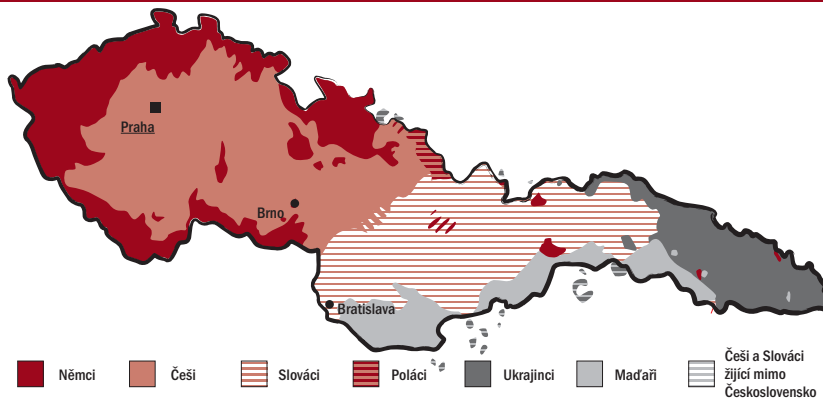 Praha
Brno
Bratislava
Němci
Češi
Slováci
Poláci
Ukrajinci
Maďaři
Češi a Slováci
žijící mimo
Československo